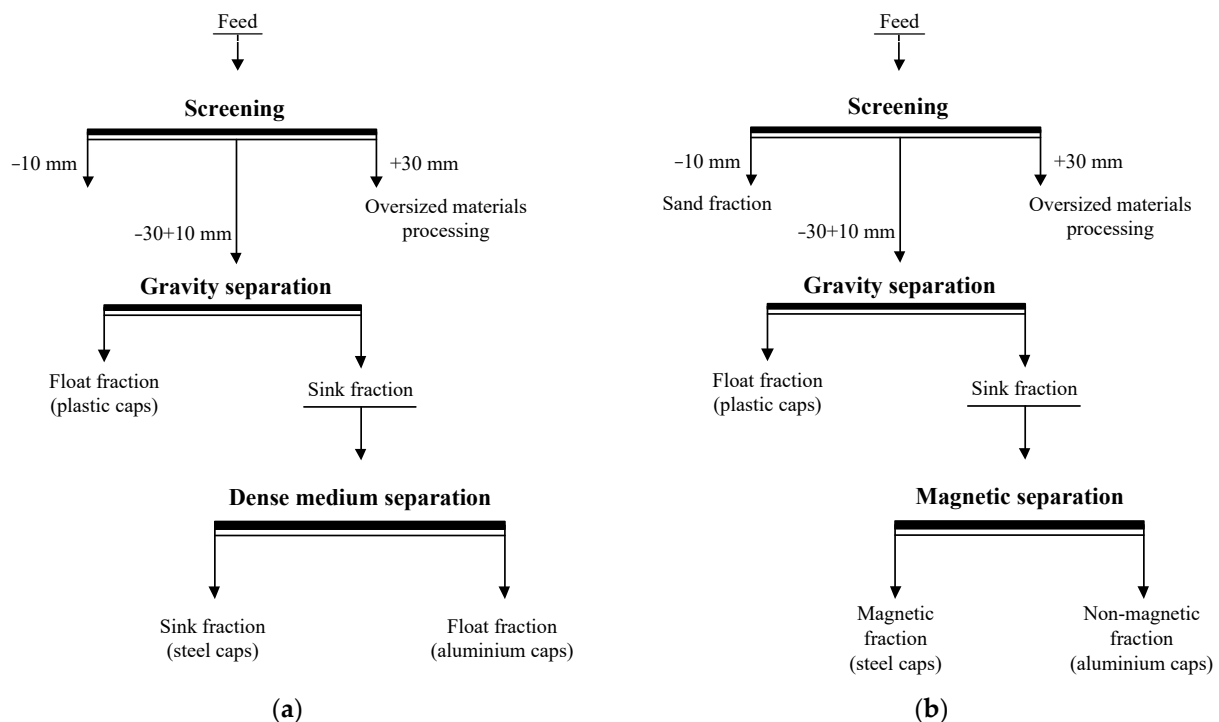 Feed
Screening
–10 mm
+30 mm
Oversized materials
processing
–30+10 mm
Gravity separation
Float fraction
(plastic caps)
Sink fraction
Dense medium separation
Sink fraction
(steel caps)
Float fraction
(aluminium caps)
(a)
Feed
Screening
–10 mm
+30 mm
Sand fraction
Oversized materials
processing
–30+10 mm
Gravity separation
Float fraction
(plastic caps)
Sink fraction
Magnetic separation
Magnetic
fraction
(steel caps)
Non-magnetic
fraction
(aluminium caps)
(b)